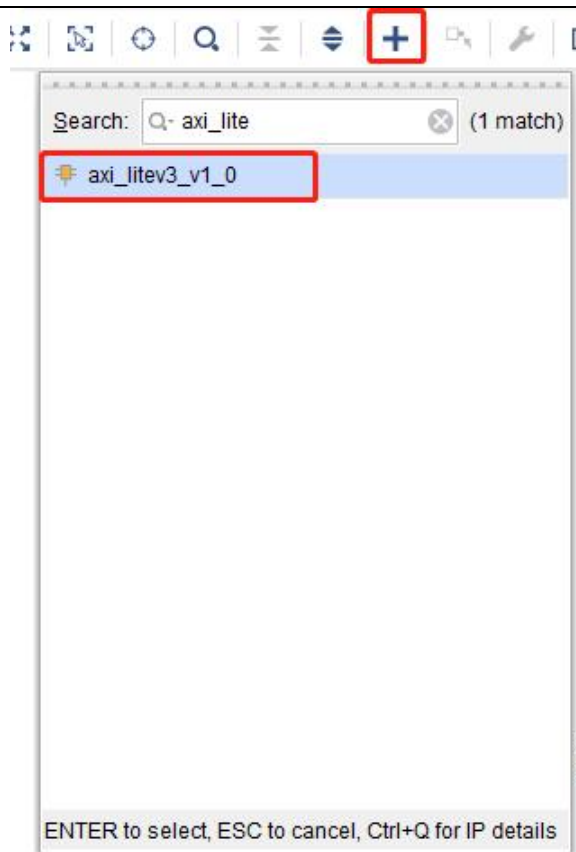 Search: axi_lite (1 match)
axi_litev3_v1_0
ENTER to select, ESC to cancel, Ctrl+Q for IP details